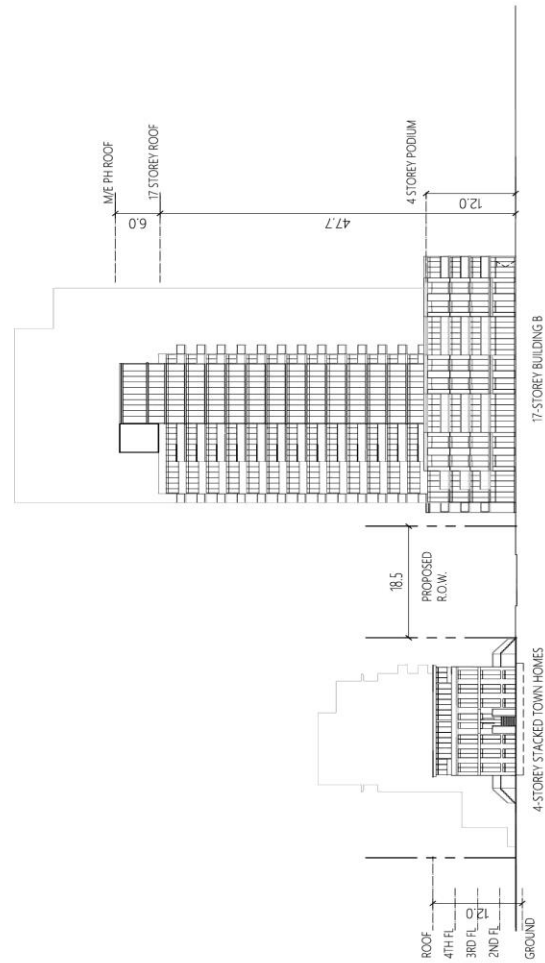 M/E PH ROOF
6.0
17 STOREY ROOF
47.7
4 STOREY PODIUM
12.0
17-STOREY BUILDING B
18.5
PROPOSED
R.O.W.
4-STOREY STACKED TOWN HOMES
ROOF
4TH FL
3RD FL
2ND FL
GROUND
12.0